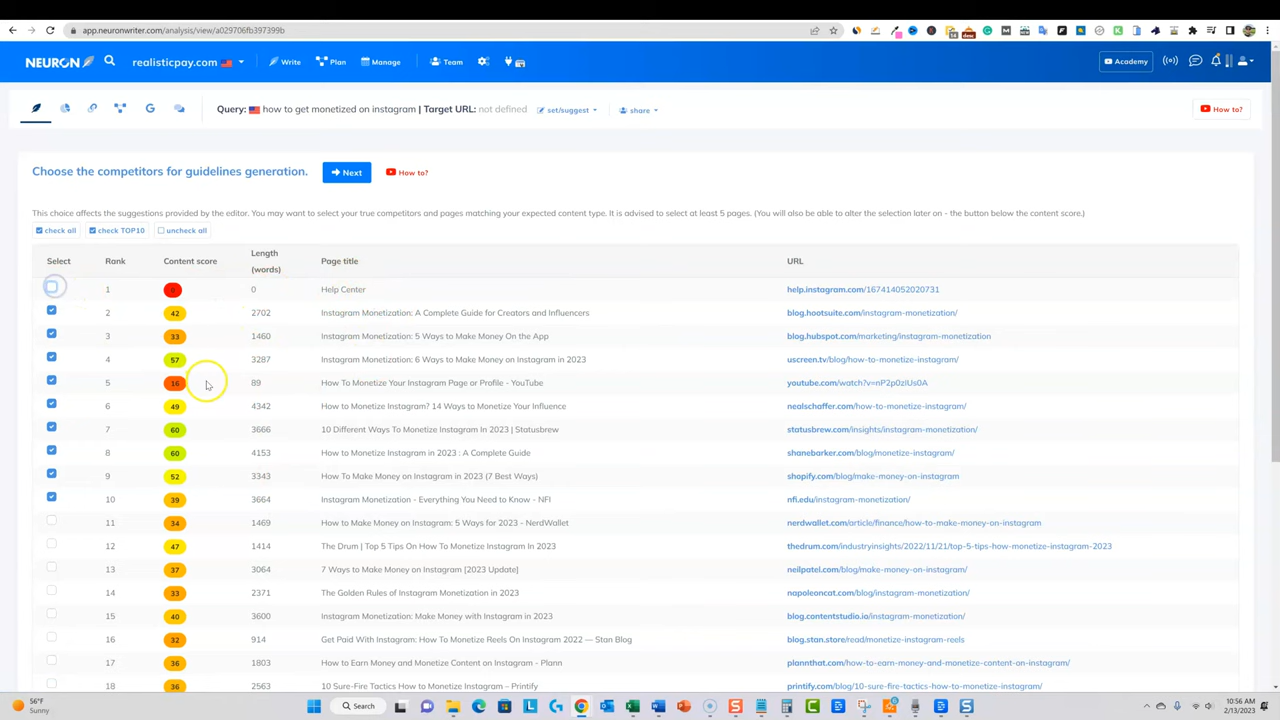 app.neuronwriter.com/analysis/view/a029706fb397399b
NEURON realisticpay.com Write Plan Manage Team Academy
Query: how to get monetized on instagram | Target URL: not defined set/suggest share How to?
Choose the competitors for guidelines generation. Next How to?
This choice affects the suggestions provided by the editor. You may want to select your true competitors and pages matching your expected content type. It is advised to select at least 5 pages. (You will also be able to alter the selection later on - the button below the content score.)
check all check TOP10 uncheck all
Select Rank Content score Length (words) Page title URL
1 0 Help Center help.instagram.com/167414052020731
2 42 2702 Instagram Monetization: A Complete Guide for Creators and Influencers blog.hootsuite.com/instagram-monetization/
3 33 1460 Instagram Monetization: 5 Ways to Make Money On the App blog.hubspot.com/marketing/instagram-monetization
4 57 3287 Instagram Monetization: 6 Ways to Make Money on Instagram in 2023 uscreen.tv/blog/how-to-monetize-instagram/
5 16 89 How To Monetize Your Instagram Page or Profile - YouTube youtube.com/watch?v=nP2p0zIUs0A
6 49 4342 How to Monetize Instagram? 14 Ways to Monetize Your Influence nealschaffer.com/how-to-monetize-instagram/
7 60 3666 10 Different Ways To Monetize Instagram In 2023 | Statusbrew statusbrew.com/insights/instagram-monetization/
8 60 4153 How to Monetize Instagram in 2023 : A Complete Guide shanebarker.com/blog/monetize-instagram/
9 52 3343 How To Make Money on Instagram in 2023 (7 Best Ways) shopify.com/blog/make-money-on-instagram
10 39 3664 Instagram Monetization - Everything You Need to Know - NFI nfi.edu/instagram-monetization/
11 34 1469 How to Make Money on Instagram: 5 Ways for 2023 - NerdWallet nerdwallet.com/article/finance/how-to-make-money-on-instagram
12 47 1414 The Drum | Top 5 Tips On How To Monetize Instagram In 2023 thedrum.com/industryinsights/2022/11/21/top-5-tips-how-monetize-instagram-2023
13 37 3064 7 Ways to Make Money on Instagram [2023 Update] neilpatel.com/blog/make-money-on-instagram/
14 33 2371 The Golden Rules of Instagram Monetization in 2023 napoleoncat.com/blog/instagram-monetization/
15 40 3600 Instagram Monetization: Make Money with Instagram in 2023 blog.contentstudio.io/instagram-monetization/
16 32 914 Get Paid With Instagram: How To Monetize Reels On Instagram 2022 — Stan Blog blog.stan.store/read/monetize-instagram-reels
17 36 1803 How to Earn Money and Monetize Content on Instagram - Plann plannthat.com/how-to-earn-money-and-monetize-content-on-instagram/
18 36 2563 10 Sure-Fire Tactics How to Monetize Instagram – Printify printify.com/blog/10-sure-fire-tactics-how-to-monetize-instagram/
56°F Search 10:56 AM
Sunny 2/13/2023